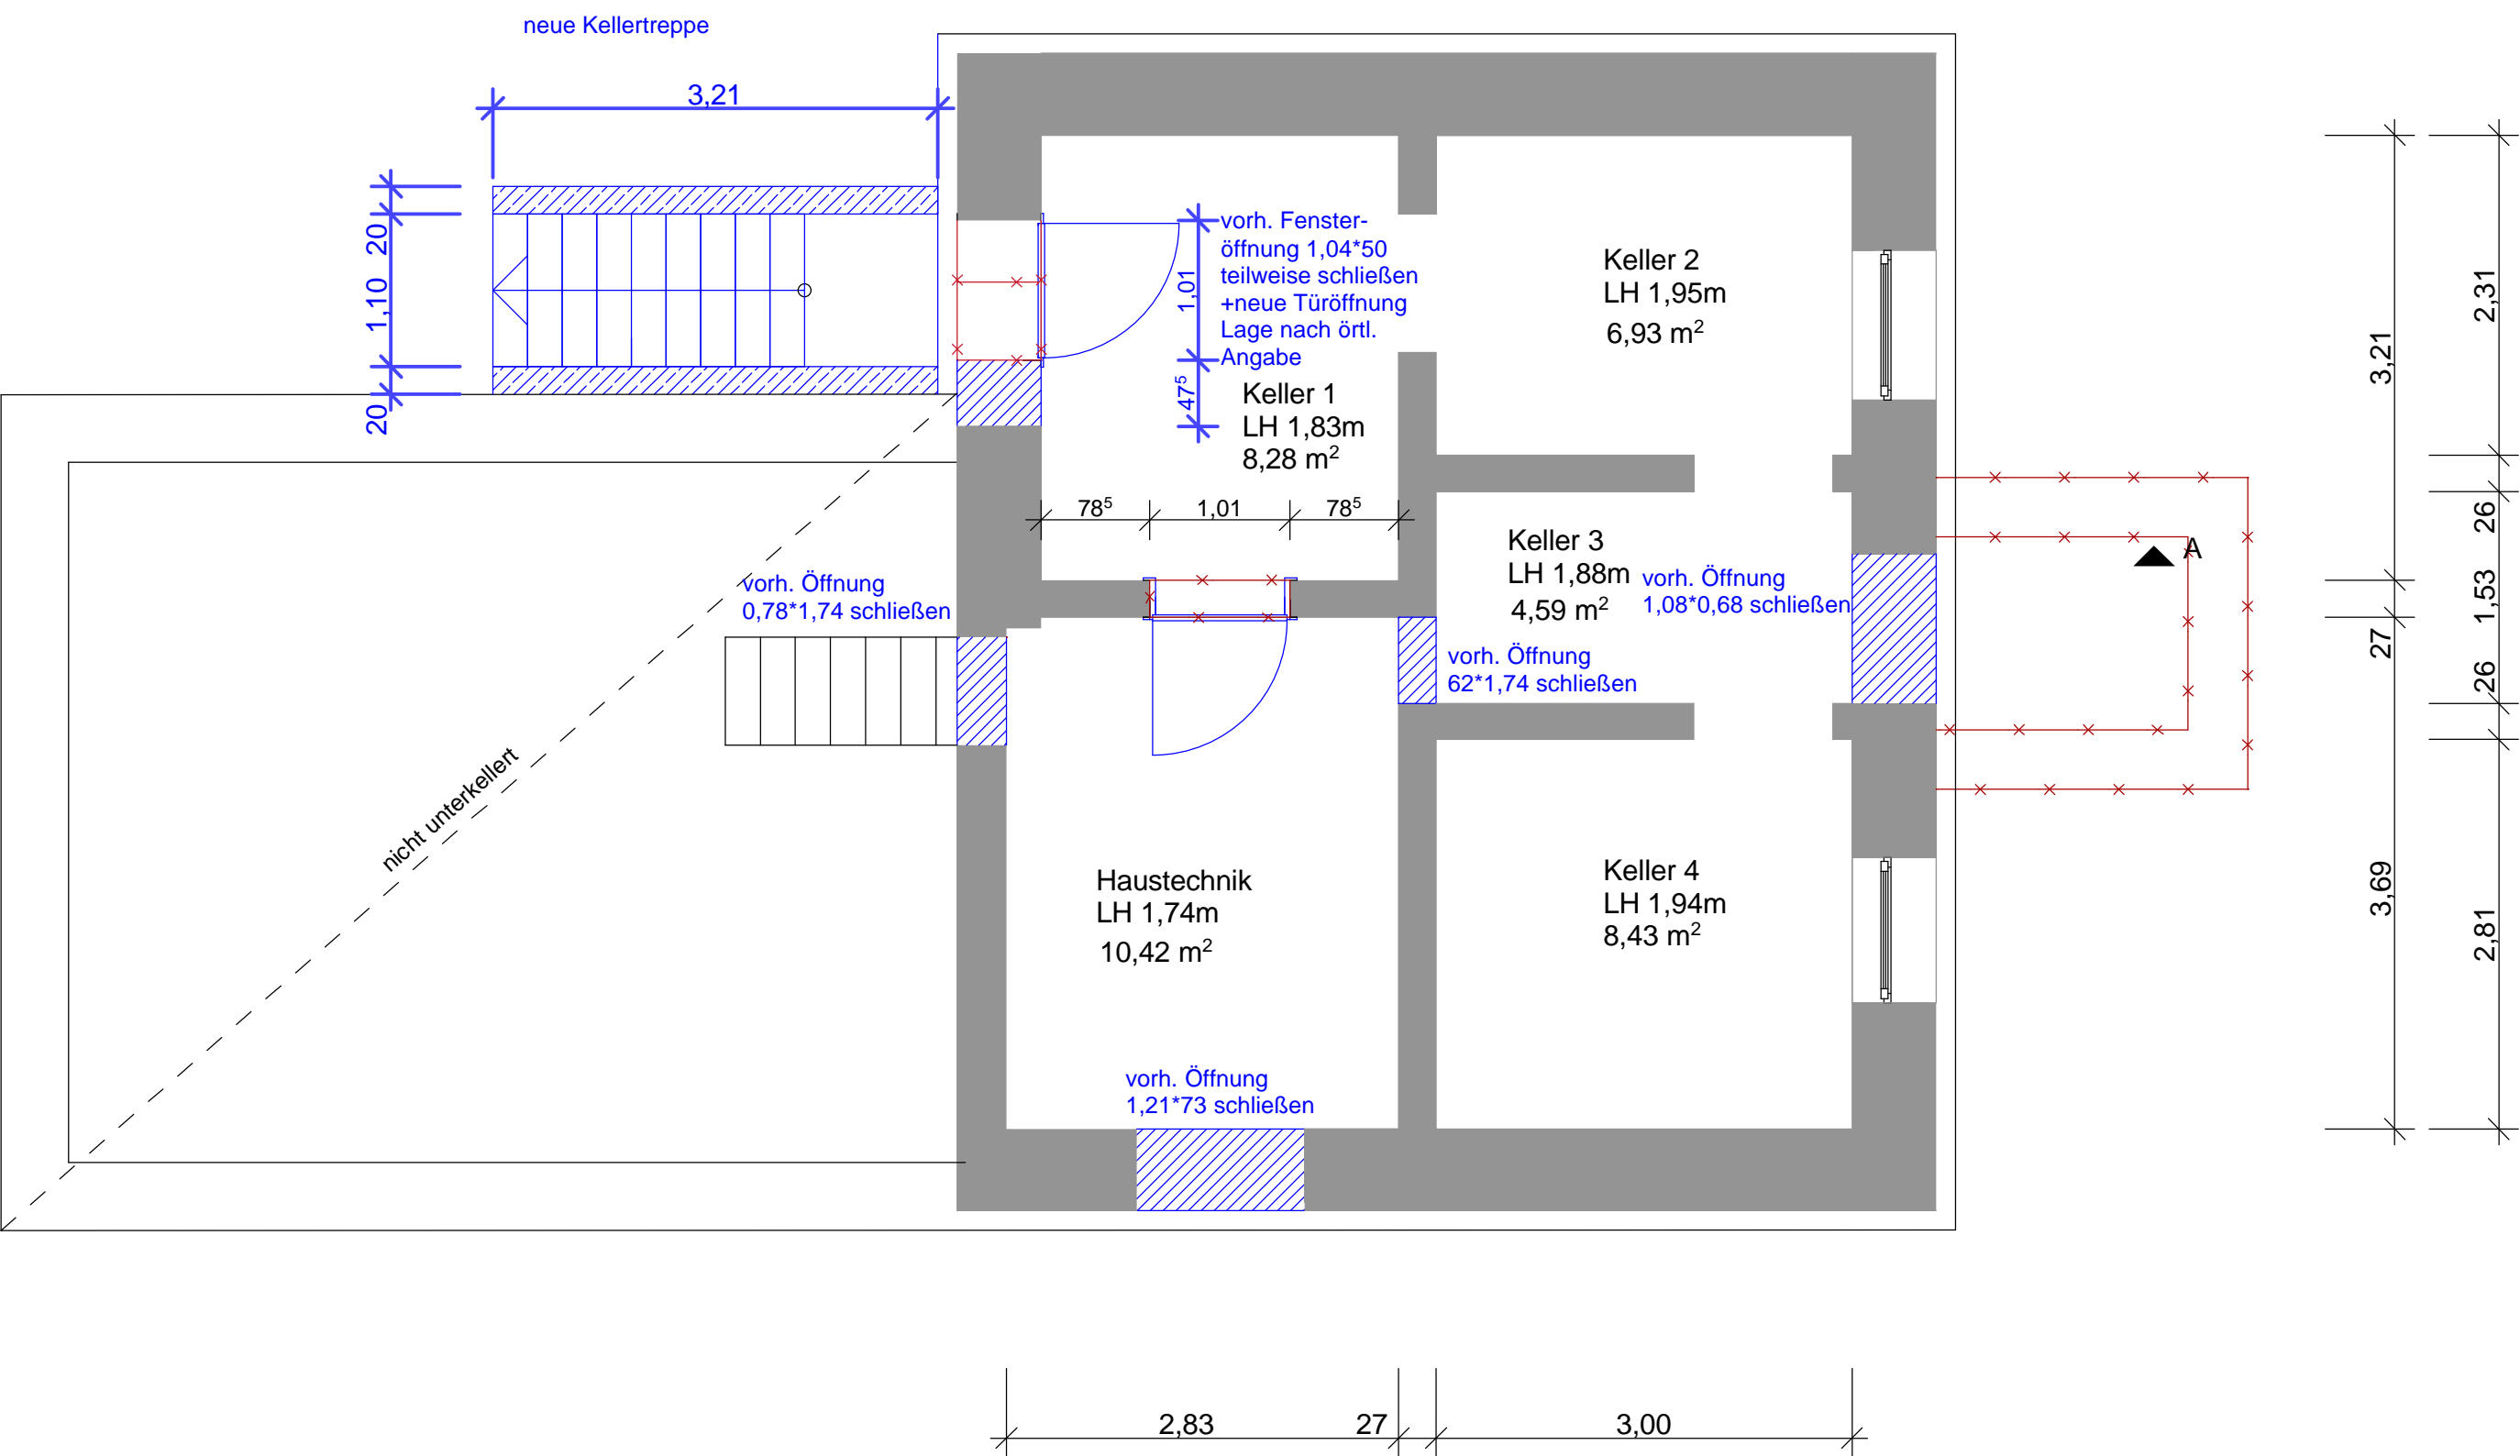 neue Kellertreppe
3,21
20
1,10
20
vorh. Fenster-
öffnung 1,04*50
teilweise schließen
+neue Türöffnung
Lage nach örtl.
Angabe
1,01
47⁵
Keller 1
LH 1,83m
8,28 m²
Keller 2
LH 1,95m
6,93 m²
78⁵
1,01
78⁵
Keller 3
LH 1,88m
4,59 m²
vorh. Öffnung
1,08*0,68 schließen
vorh. Öffnung
0,78*1,74 schließen
vorh. Öffnung
62*1,74 schließen
A
nicht unterkellert
Haustechnik
LH 1,74m
10,42 m²
Keller 4
LH 1,94m
8,43 m²
vorh. Öffnung
1,21*73 schließen
3,21
27
3,69
2,31
26
1,53
26
2,81
2,83
27
3,00